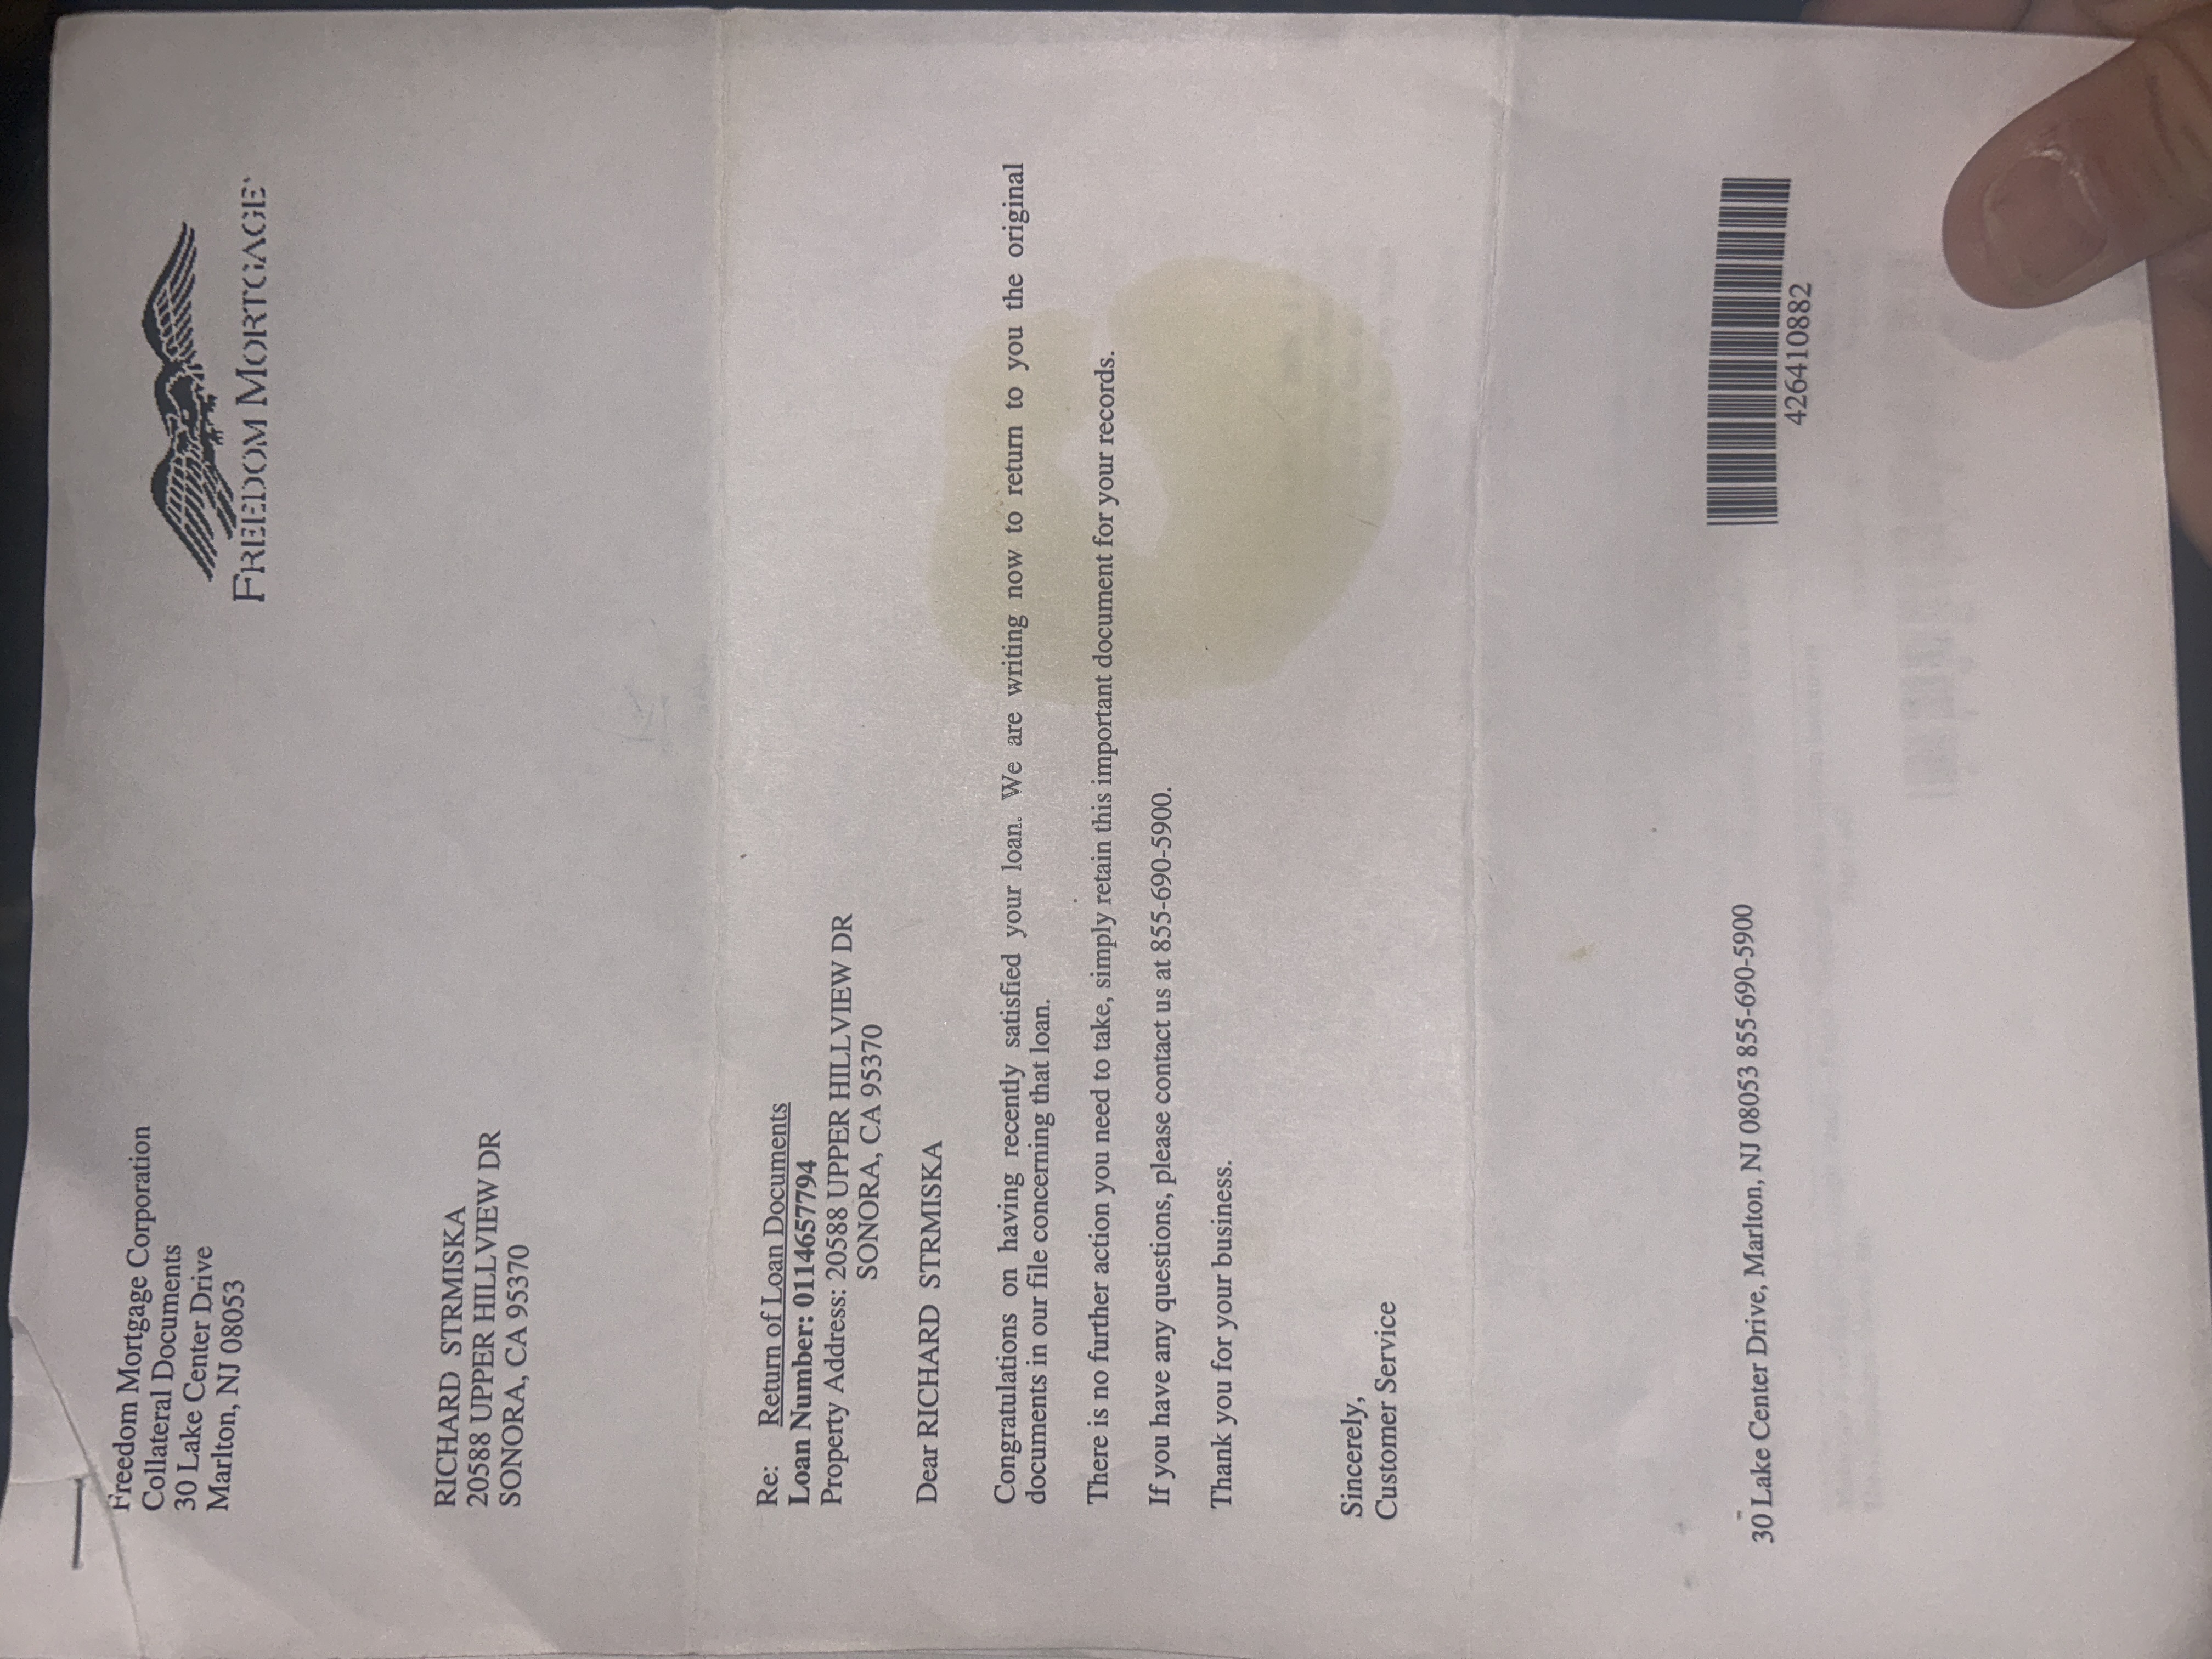 Freedom Mortgage Corporation
Collateral Documents
30 Lake Center Drive
Marlton, NJ 08053
FREEDOM MORTGAGE
RICHARD STRMISKA
20588 UPPER HILLVIEW DR
SONORA, CA 95370
Re: Return of Loan Documents
Loan Number: 0114657794
Property Address: 20588 UPPER HILLVIEW DR
SONORA, CA 95370
Dear RICHARD STRMISKA
Congratulations on having recently satisfied your loan. We are writing now to return to you the original
documents in our file concerning that loan.
There is no further action you need to take, simply retain this important document for your records.
If you have any questions, please contact us at 855-690-5900.
Thank you for your business.
Sincerely,
Customer Service
30 Lake Center Drive, Marlton, NJ 08053 855-690-5900
426410882